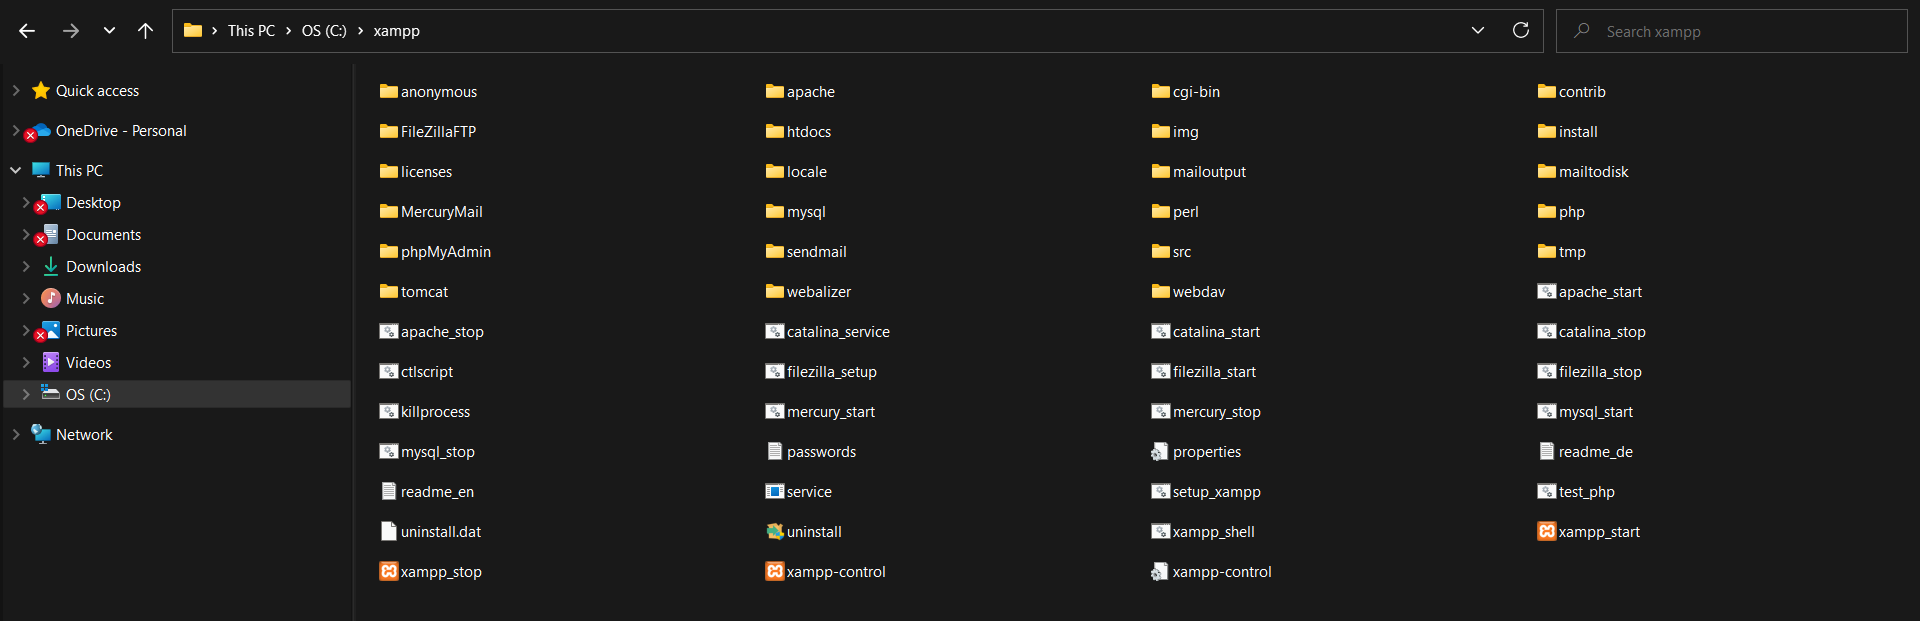 This PC > OS (C:) > xampp
Search xampp
Quick access
OneDrive - Personal
This PC
Desktop
Documents
Downloads
Music
Pictures
Videos
OS (C:)
Network
anonymous apache cgi-bin contrib
FileZillaFTP htdocs img install
licenses locale mailoutput mailtodisk
MercuryMail mysql perl php
phpMyAdmin sendmail src tmp
tomcat webalizer webdav apache_start
apache_stop catalina_service catalina_start catalina_stop
ctlscript filezilla_setup filezilla_start filezilla_stop
killprocess mercury_start mercury_stop mysql_start
mysql_stop passwords properties readme_de
readme_en service setup_xampp test_php
uninstall.dat uninstall xampp_shell xampp_start
xampp_stop xampp-control xampp-control